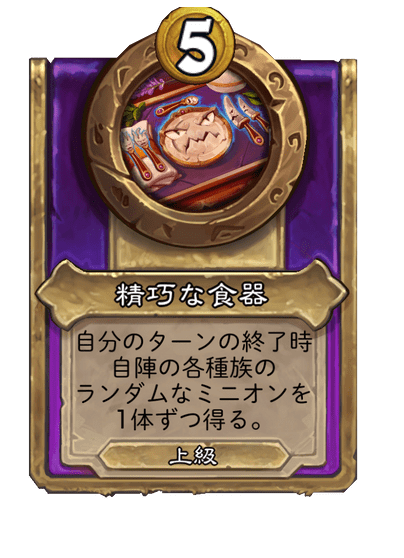 5
精巧な食器
自分のターンの終了時
自陣の各種族の
ランダムなミニオンを
1体ずつ得る。
上級